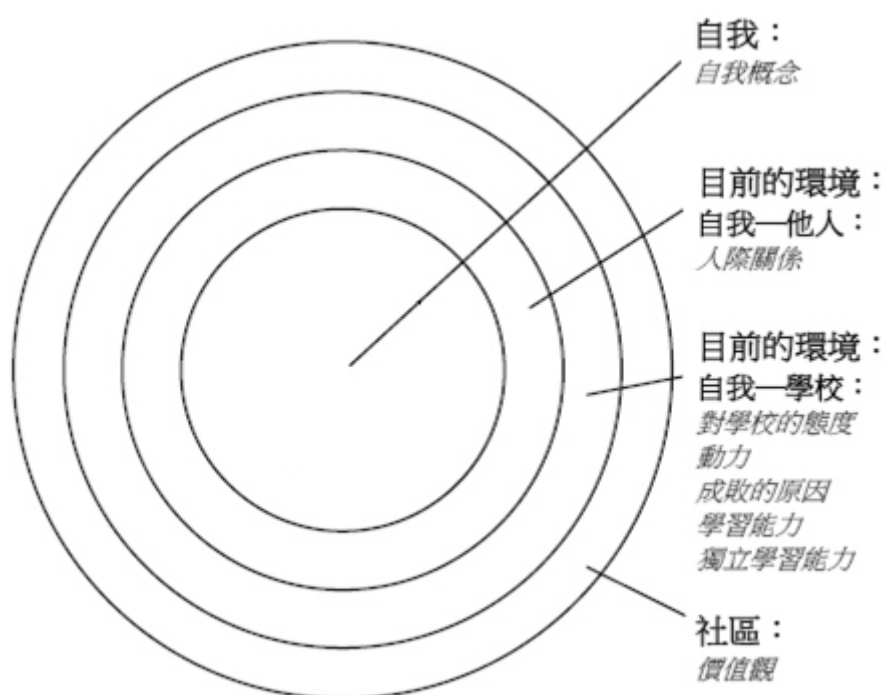 自我：
自我概念
目前的環境：
自我—他人：
人際關係
目前的環境：
自我—學校：
對學校的態度
動力
成敗的原因
學習能力
獨立學習能力
社區：
價值觀